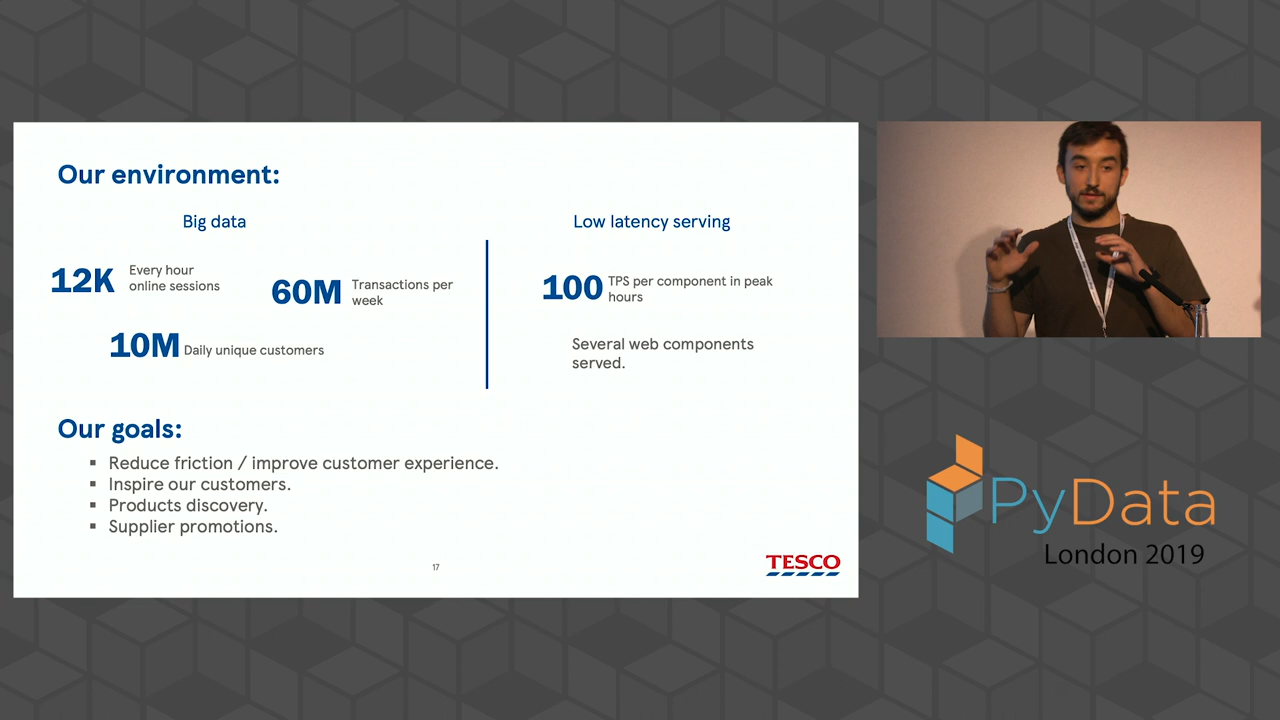 Our environment:
Big data
Low latency serving
12K
Every hour
online sessions
60M
Transactions per
week
10M
Daily unique customers
100
TPS per component in peak
hours
Several web components
served.
Our goals:
▪ Reduce friction / improve customer experience.
▪ Inspire our customers.
▪ Products discovery.
▪ Supplier promotions.
17
TESCO
PyData
London 2019